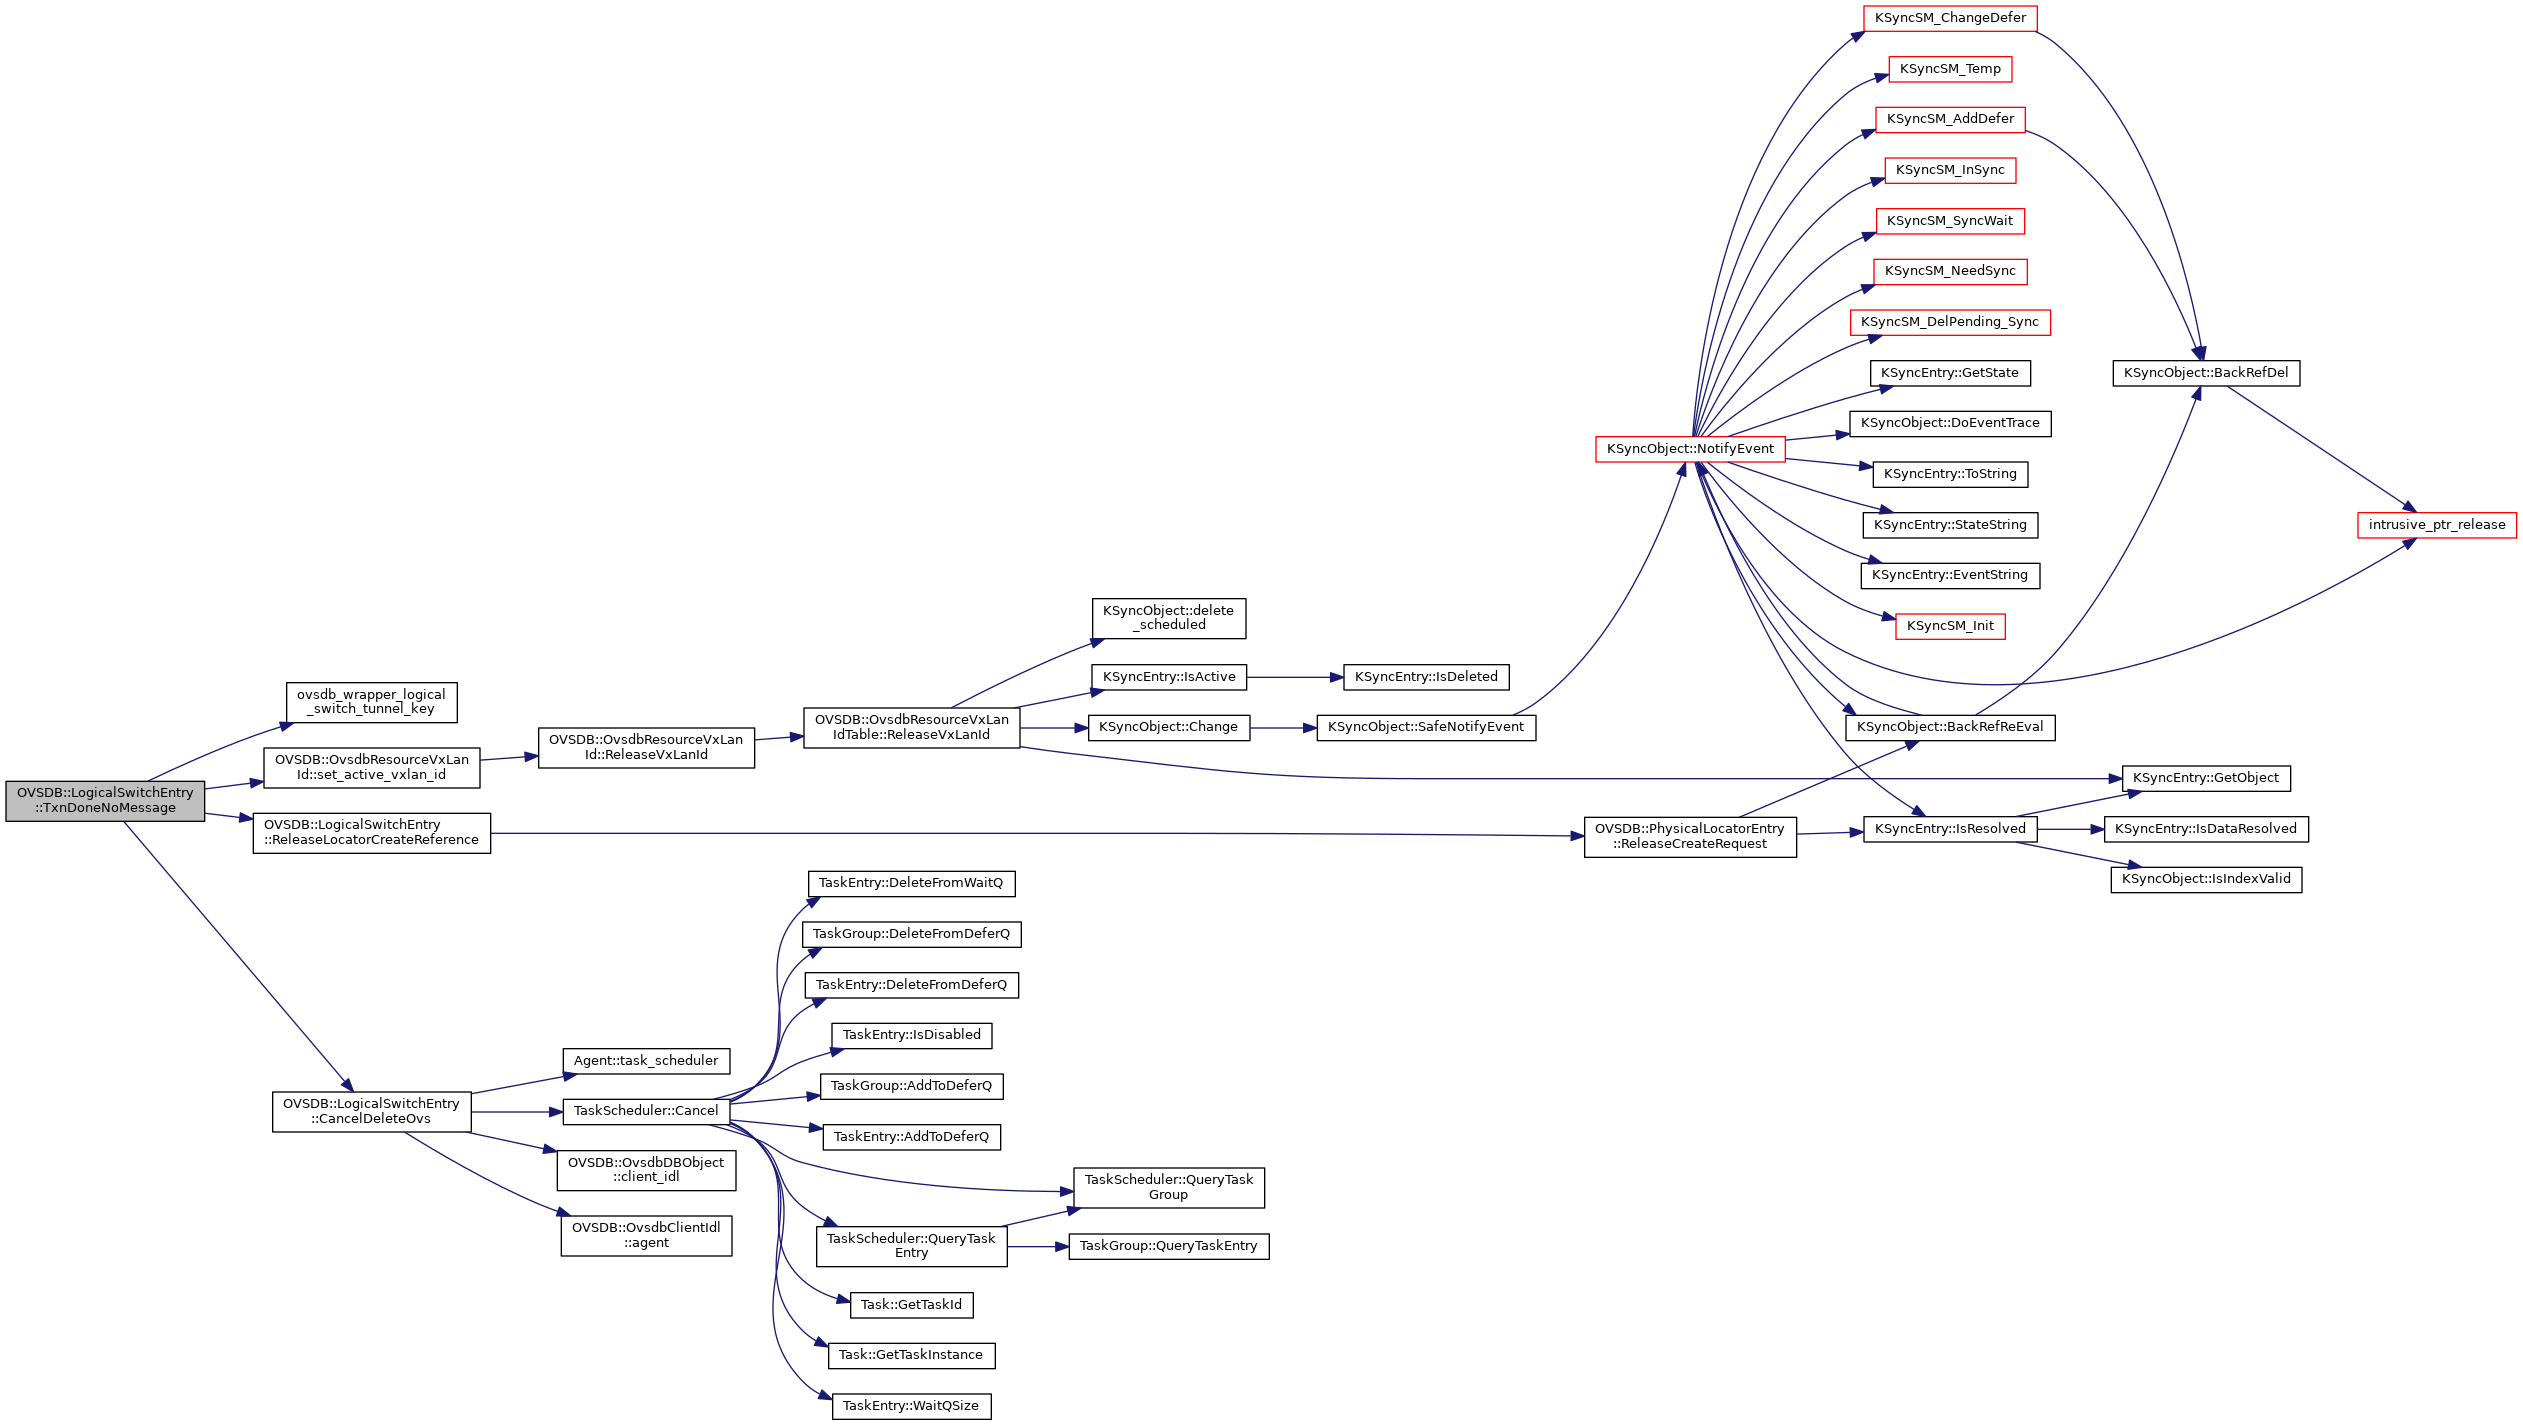 KSyncSM_ChangeDefer
KSyncSM_Temp
KSyncSM_AddDefer
KSyncSM_InSync
KSyncSM_SyncWait
KSyncSM_NeedSync
KSyncSM_DelPending_Sync
KSyncEntry::GetState
KSyncObject::BackRefDel
KSyncObject::DoEventTrace
KSyncObject::NotifyEvent
KSyncEntry::ToString
KSyncEntry::StateString
intrusive_ptr_release
KSyncEntry::EventString
KSyncObject::delete
_scheduled
KSyncSM_Init
KSyncEntry::IsActive
KSyncEntry::IsDeleted
ovsdb_wrapper_logical
_switch_tunnel_key
OVSDB::OvsdbResourceVxLan
IdTable::ReleaseVxLanId
KSyncObject::Change
KSyncObject::SafeNotifyEvent
KSyncObject::BackRefReEval
OVSDB::OvsdbResourceVxLan
Id::ReleaseVxLanId
OVSDB::OvsdbResourceVxLan
Id::set_active_vxlan_id
KSyncEntry::GetObject
OVSDB::LogicalSwitchEntry
::TxnDoneNoMessage
OVSDB::LogicalSwitchEntry
::ReleaseLocatorCreateReference
OVSDB::PhysicalLocatorEntry
::ReleaseCreateRequest
KSyncEntry::IsResolved
KSyncEntry::IsDataResolved
KSyncObject::IsIndexValid
TaskEntry::DeleteFromWaitQ
TaskGroup::DeleteFromDeferQ
TaskEntry::DeleteFromDeferQ
TaskEntry::IsDisabled
Agent::task_scheduler
TaskGroup::AddToDeferQ
OVSDB::LogicalSwitchEntry
::CancelDeleteOvs
TaskScheduler::Cancel
TaskEntry::AddToDeferQ
OVSDB::OvsdbDBObject
::client_idl
TaskScheduler::QueryTask
Group
OVSDB::OvsdbClientIdl
::agent
TaskScheduler::QueryTask
Entry
TaskGroup::QueryTaskEntry
Task::GetTaskId
Task::GetTaskInstance
TaskEntry::WaitQSize